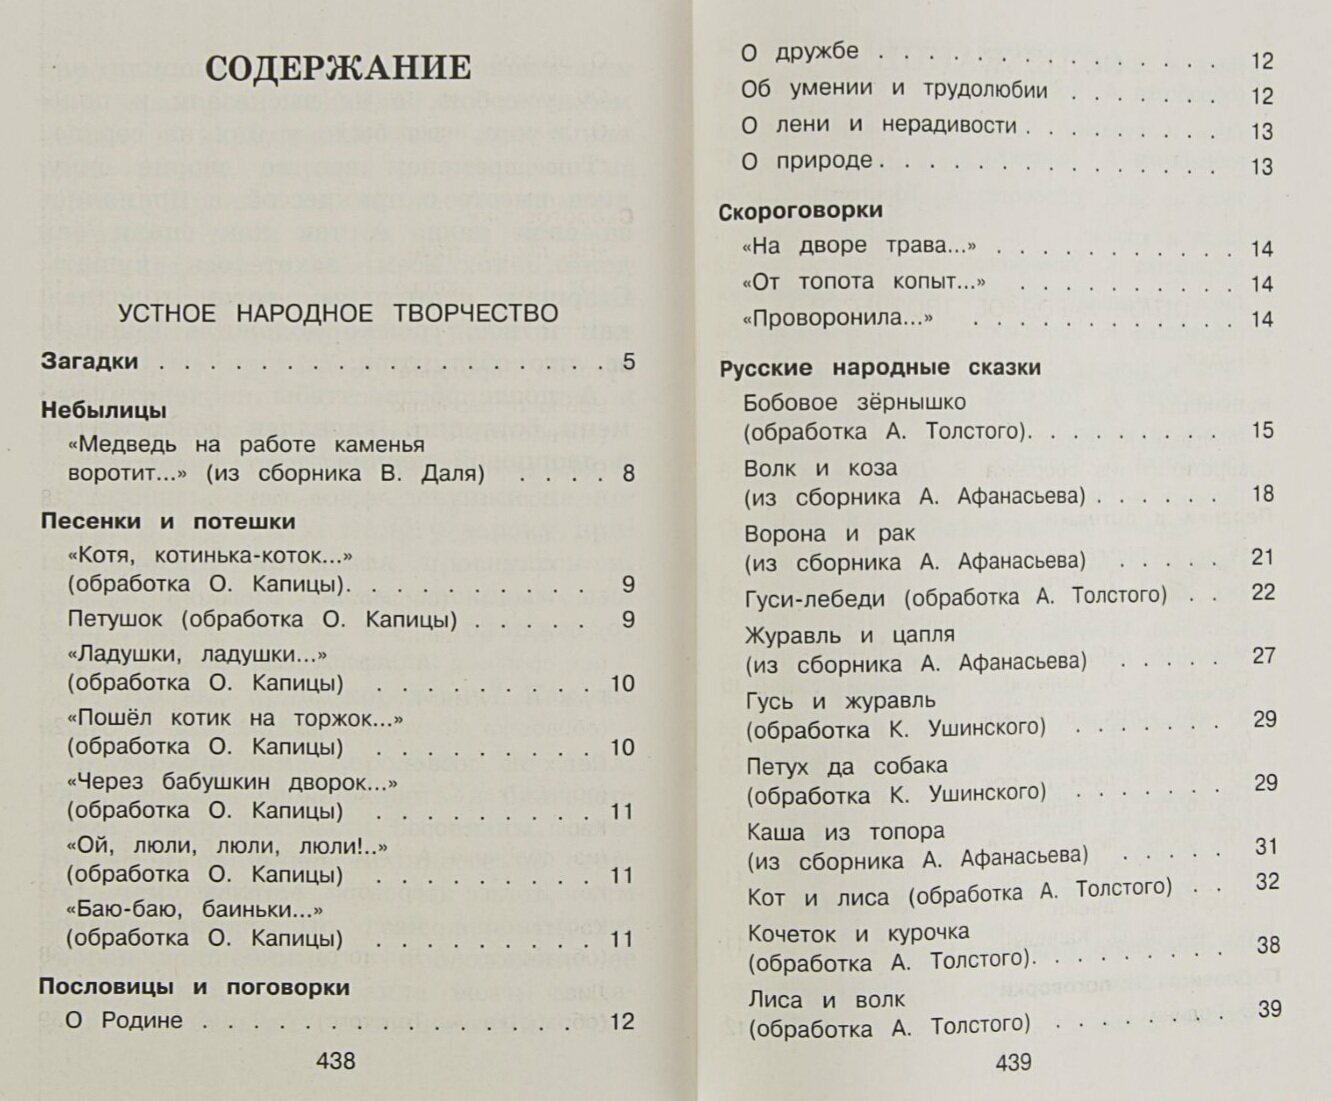 СОДЕРЖАНИЕ
УСТНОЕ НАРОДНОЕ ТВОРЧЕСТВО
Загадки . . . . . . . . . . . . . . . . . . 5
Небылицы
«Медведь на работе каменья
воротит...» (из сборника В. Даля) . . . . 8
Песенки и потешки
«Котя, котинька-коток...»
(обработка О. Капицы). . . . . . . . . . 9
Петушок (обработка О. Капицы) . . . . . 9
«Ладушки, ладушки...»
(обработка О. Капицы) . . . . . . . . . 10
«Пошёл котик на торжок...»
(обработка О. Капицы) . . . . . . . . . 10
«Через бабушкин дворок...»
(обработка О. Капицы) . . . . . . . . . 11
«Ой, люли, люли, люли!..»
(обработка О. Капицы) . . . . . . . . . 11
«Баю-баю, баиньки...»
(обработка О. Капицы) . . . . . . . . . 11
Пословицы и поговорки
О Родине . . . . . . . . . . . . . . . . 12
438
О дружбе . . . . . . . . . . . . . . . 12
Об умении и трудолюбии . . . . . . . 12
О лени и нерадивости . . . . . . . . . 13
О природе . . . . . . . . . . . . . . . 13
Скороговорки
«На дворе трава...» . . . . . . . . . . 14
«От топота копыт...» . . . . . . . . . 14
«Проворонила...» . . . . . . . . . . . 14
Русские народные сказки
Бобовое зёрнышко
(обработка А. Толстого). . . . . . . . 15
Волк и коза
(из сборника А. Афанасьева) . . . . . . 18
Ворона и рак
(из сборника А. Афанасьева) . . . . . 21
Гуси-лебеди (обработка А. Толстого) . . 22
Журавль и цапля
(из сборника А. Афанасьева) . . . . . 27
Гусь и журавль
(обработка К. Ушинского) . . . . . . . 29
Петух да собака
(обработка К. Ушинского) . . . . . . . 29
Каша из топора
(из сборника А. Афанасьева) . . . . . 31
Кот и лиса (обработка А. Толстого) . . 32
Кочеток и курочка
(обработка А. Толстого). . . . . . . . 38
Лиса и волк
(обработка А. Толстого) . . . . . . . 39
439